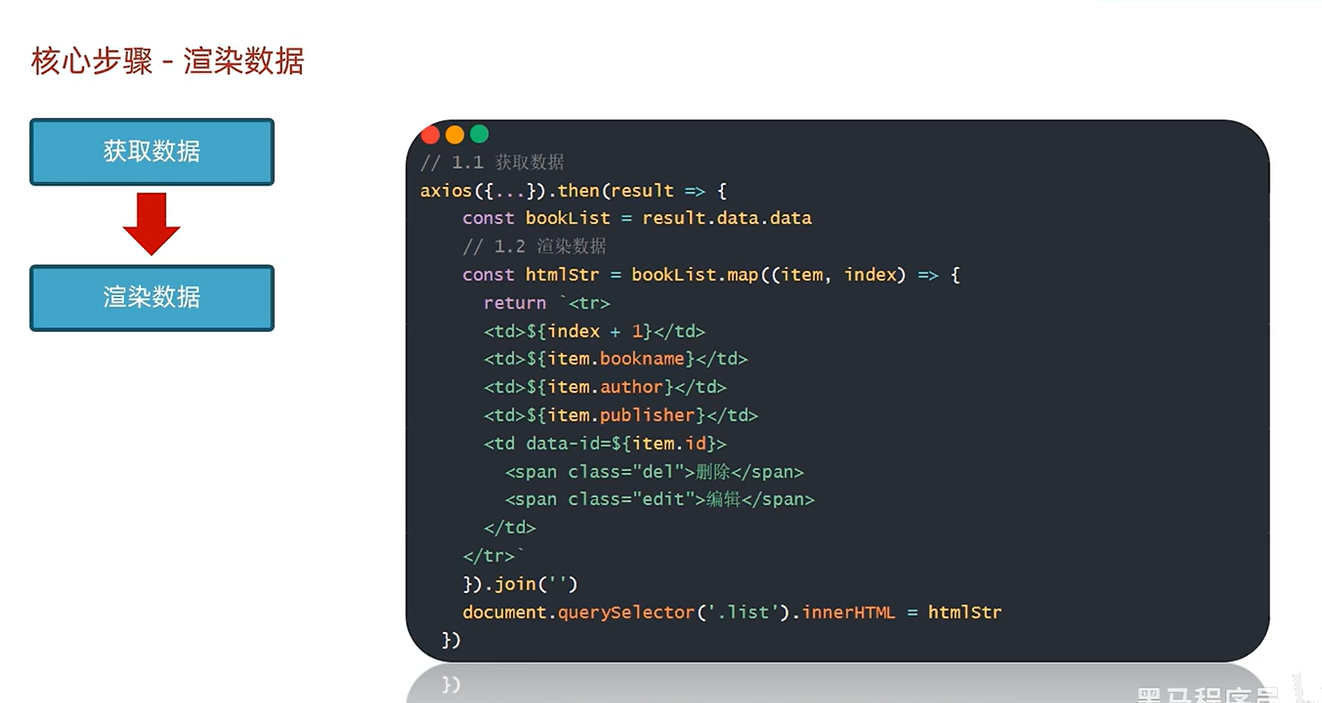 核心步骤 - 渲染数据
获取数据
渲染数据
// 1.1 获取数据
axios({...}).then(result => {
    const bookList = result.data.data
    // 1.2 渲染数据
    const htmlStr = bookList.map((item, index) => {
      return `<tr>
      <td>${index + 1}</td>
      <td>${item.bookname}</td>
      <td>${item.author}</td>
      <td>${item.publisher}</td>
      <td data-id=${item.id}>
        <span class="del">删除</span>
        <span class="edit">编辑</span>
      </td>
    </tr>`
    }).join('')
    document.querySelector('.list').innerHTML = htmlStr
  })
})
黑马程序员